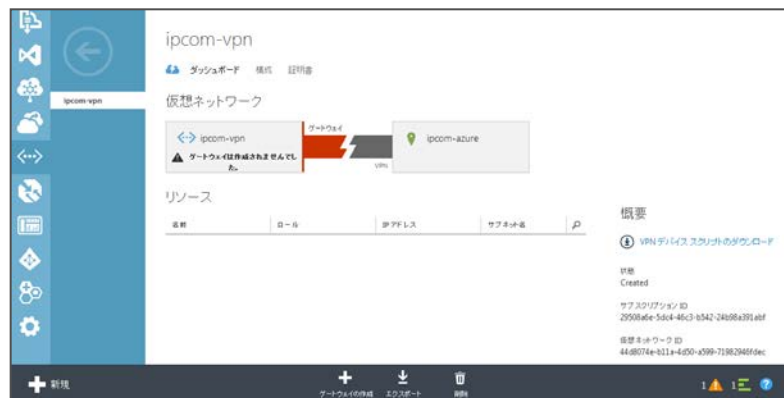 ipcom-vpn
ipcom-vpn
ダッシュボード 構成 証明書
仮想ネットワーク
ipcom-vpn
ゲートウェイは作成されませんでし
た。
ゲートウェイ
VPN
ipcom-azure
リソース
名前 ロール IP アドレス サブネット名
概要
VPN デバイス スクリプトのダウンロード
状態
Created
サブスクリプション ID
29508a6e-5dc4-46c3-b542-24b98a391abf
仮想ネットワーク ID
44d8074e-b11a-4d50-a599-71982946fdec
新規
ゲートウェイの作成 エクスポート 削除
1 1